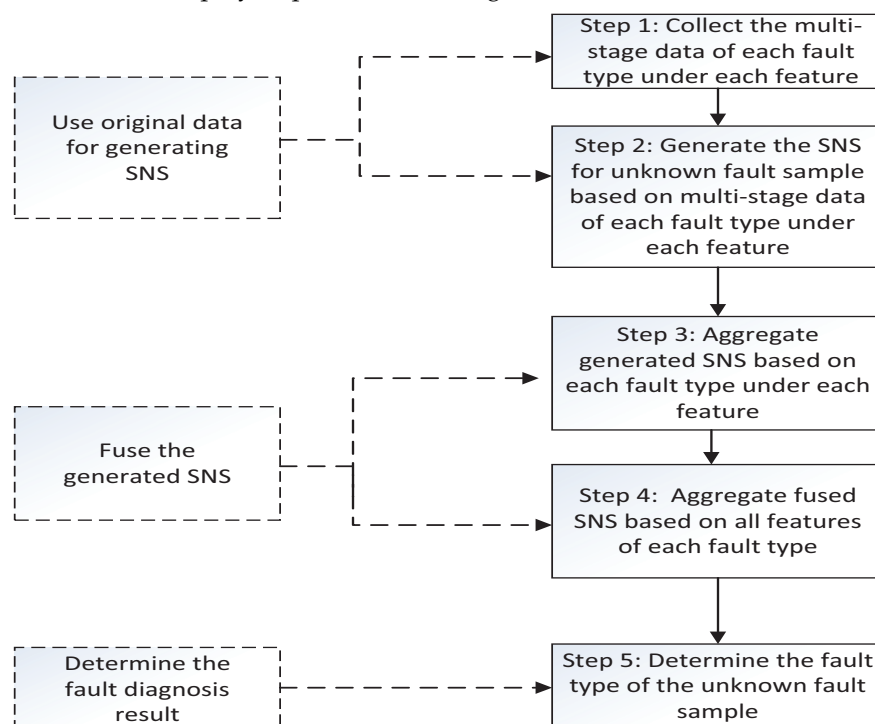 Step 1: Collect the multi-
stage data of each fault
type under each feature
Use original data
for generating
SNS
Step 2: Generate the SNS
for unknown fault sample
based on multi-stage data
of each fault type under
each feature
Step 3: Aggregate
generated SNS based on
each fault type under each
feature
Fuse the
generated SNS
Step 4: Aggregate fused
SNS based on all features
of each fault type
Determine the
fault diagnosis
result
Step 5: Determine the fault
type of the unknown fault
sample